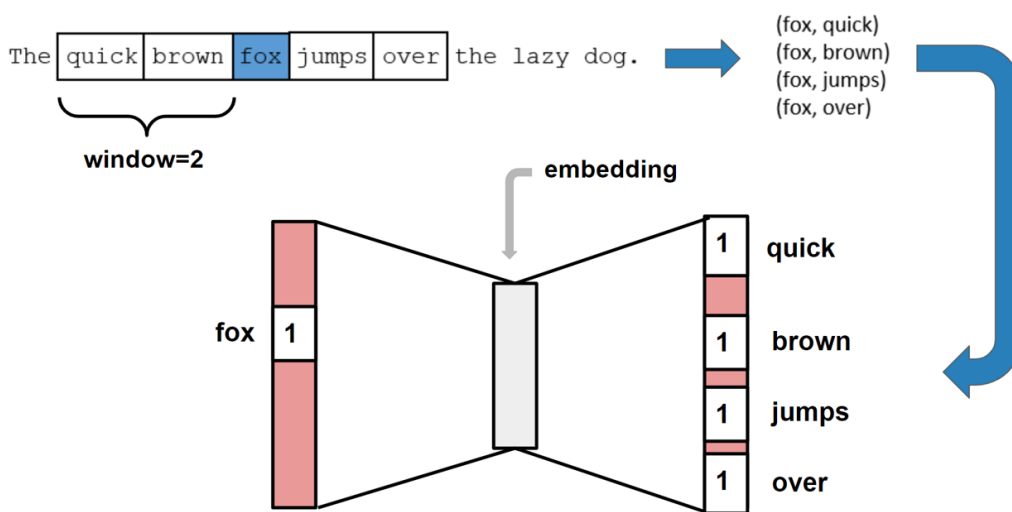 The quick brown fox jumps over the lazy dog.
(fox, quick)
(fox, brown)
(fox, jumps)
(fox, over)
window=2
embedding
1 quick
fox 1
1 brown
1 jumps
1 over